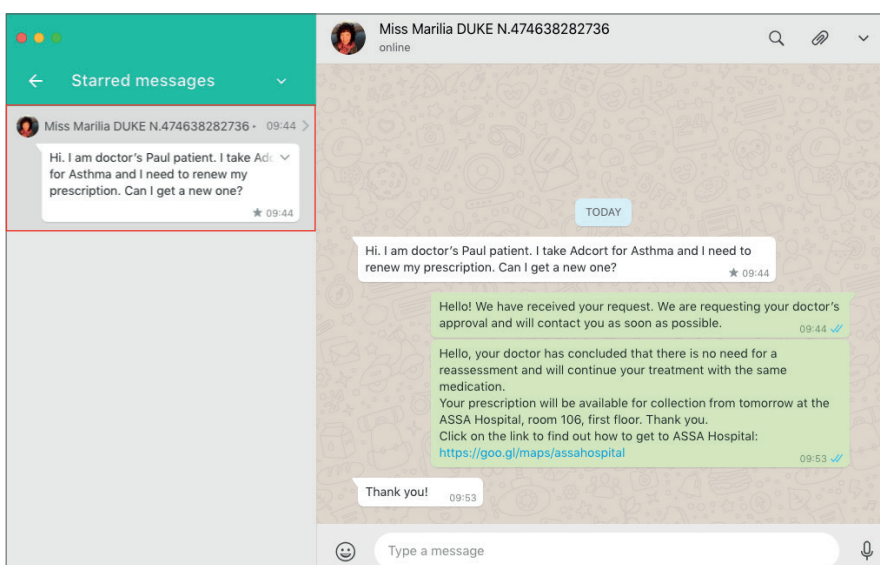 Starred messages
Miss Marilia DUKE N.474638282736 • 09:44
Hi. I am doctor's Paul patient. I take Adc
for Asthma and I need to renew my
prescription. Can I get a new one?
★ 09:44
Miss Marilia DUKE N.474638282736
online
TODAY
Hi. I am doctor's Paul patient. I take Adcort for Asthma and I need to
renew my prescription. Can I get a new one?
★ 09:44
Hello! We have received your request. We are requesting your doctor's
approval and will contact you as soon as possible.
09:44
Hello, your doctor has concluded that there is no need for a
reassessment and will continue your treatment with the same
medication.
Your prescription will be available for collection from tomorrow at the
ASSA Hospital, room 106, first floor. Thank you.
Click on the link to find out how to get to ASSA Hospital:
https://goo.gl/maps/assahospital
09:53
Thank you! 09:53
Type a message